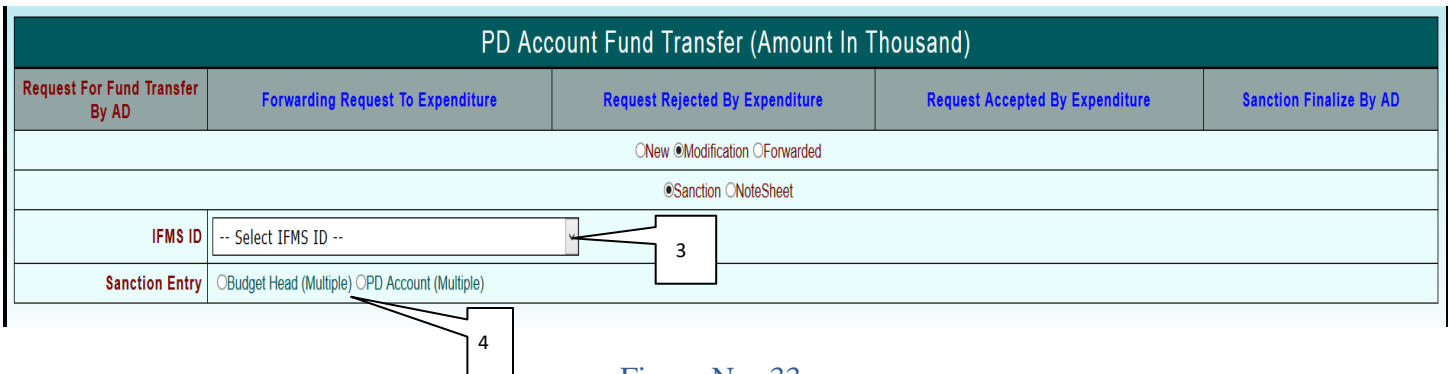 PD Account Fund Transfer (Amount In Thousand)
Request For Fund Transfer
By AD
Forwarding Request To Expenditure
Request Rejected By Expenditure
Request Accepted By Expenditure
Sanction Finalize By AD
New Modification Forwarded
Sanction NoteSheet
IFMS ID
-- Select IFMS ID --
3
Sanction Entry
Budget Head (Multiple) PD Account (Multiple)
4